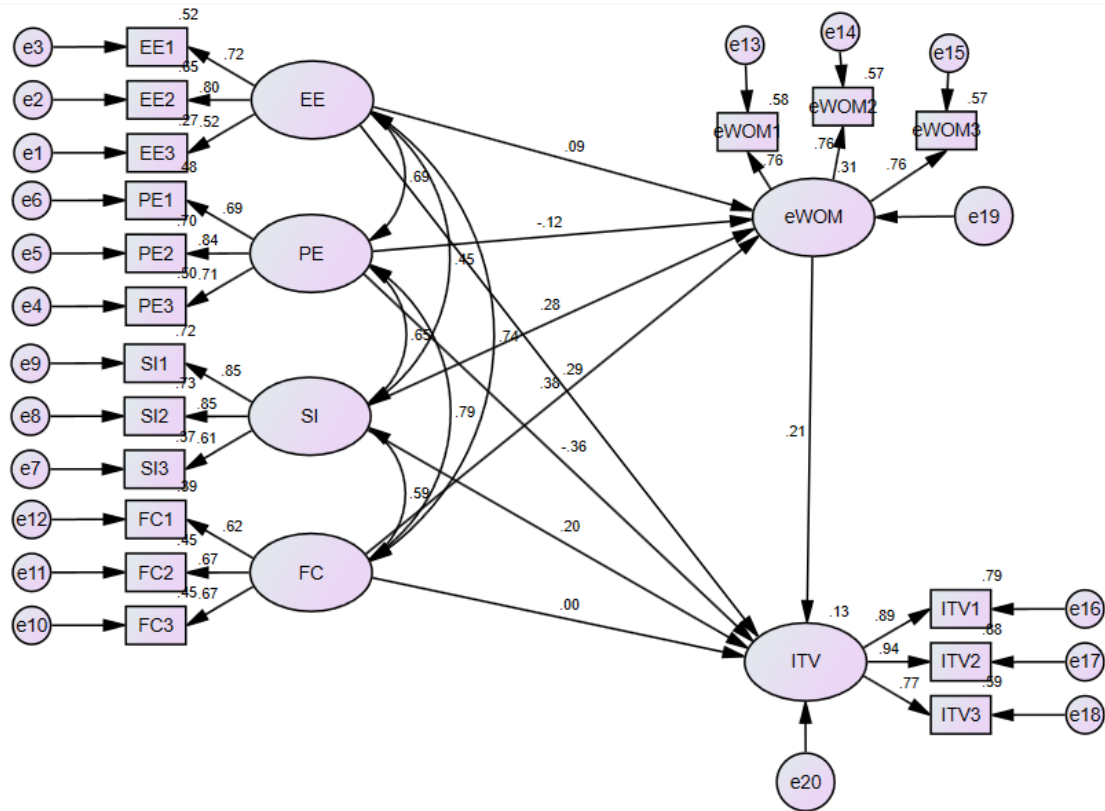 .52
e3
EE1
.72
.65
e2
EE2
.80
EE
.27
.52
e1
EE3
.48
e6
PE1
.69
.70
e5
PE2
.84
PE
.50
.71
e4
PE3
.72
e9
SI1
.85
.73
e8
SI2
.85
SI
.37
.61
e7
SI3
.39
e12
FC1
.62
.45
e11
FC2
.67
FC
.45
.67
e10
FC3
.69
.45
.65
.74
.79
.59
.09
-.12
.28
.29
.38
-.36
.20
.00
.21
e13
e14
e15
.58
.57
.57
eWOM1
eWOM2
eWOM3
.76
.76
.76
.31
eWOM
e19
.13
ITV
e20
.79
.89
ITV1
e16
.88
.94
ITV2
e17
.59
.77
ITV3
e18